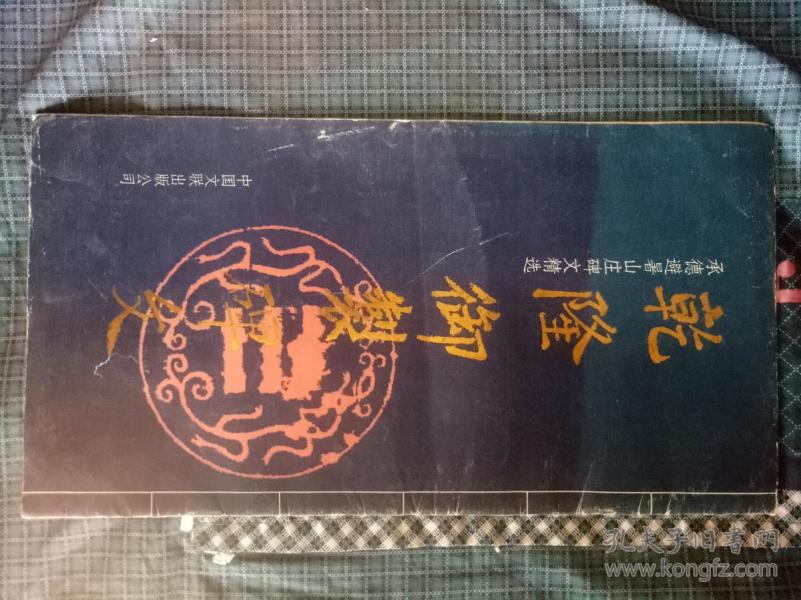 乾隆御製碑文
承德避暑山庄碑文精选
中国文联出版公司
孔夫子旧书网
www.kongfz.com